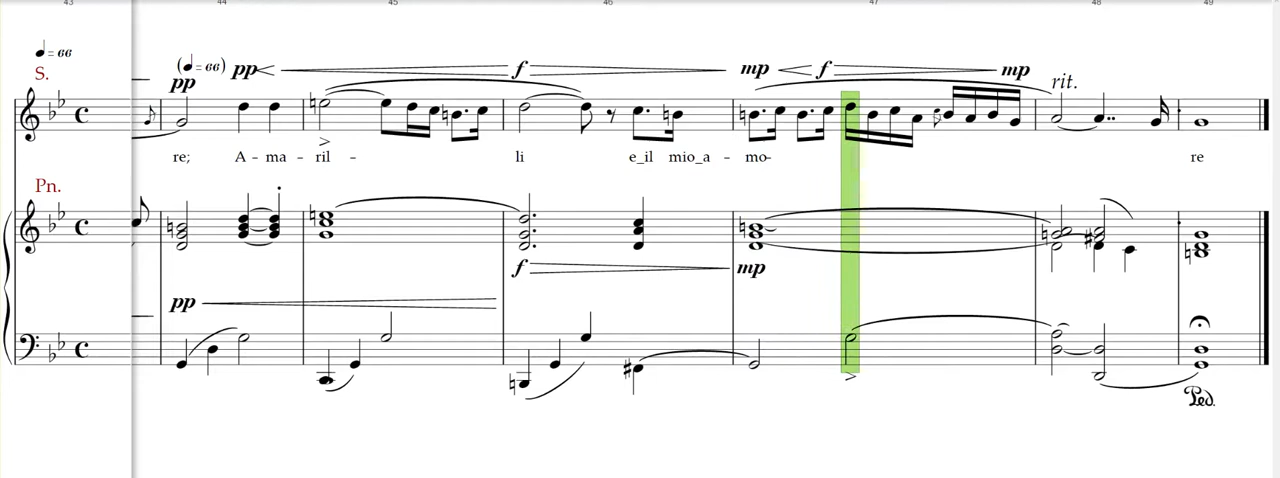 43 44 45 46 47 48 49
= 66
S. pp (= 66) pp f mp f mp rit.
re; A - ma - ril - li e_il mio_a - mo- re
Pn.
f mp
pp
Ped.